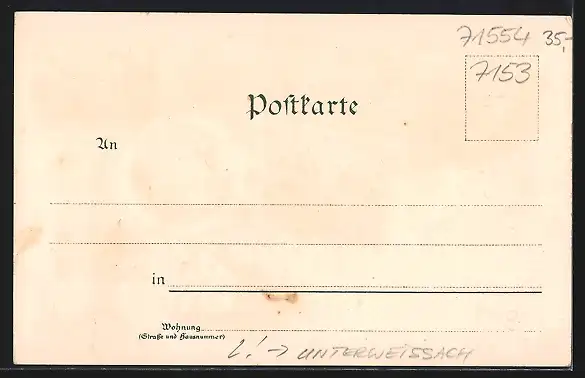 71554 35,-
7153
Postkarte
An
in
Wohnung
(Straße und Hausnummer)
L! → UNTERWEISSACH